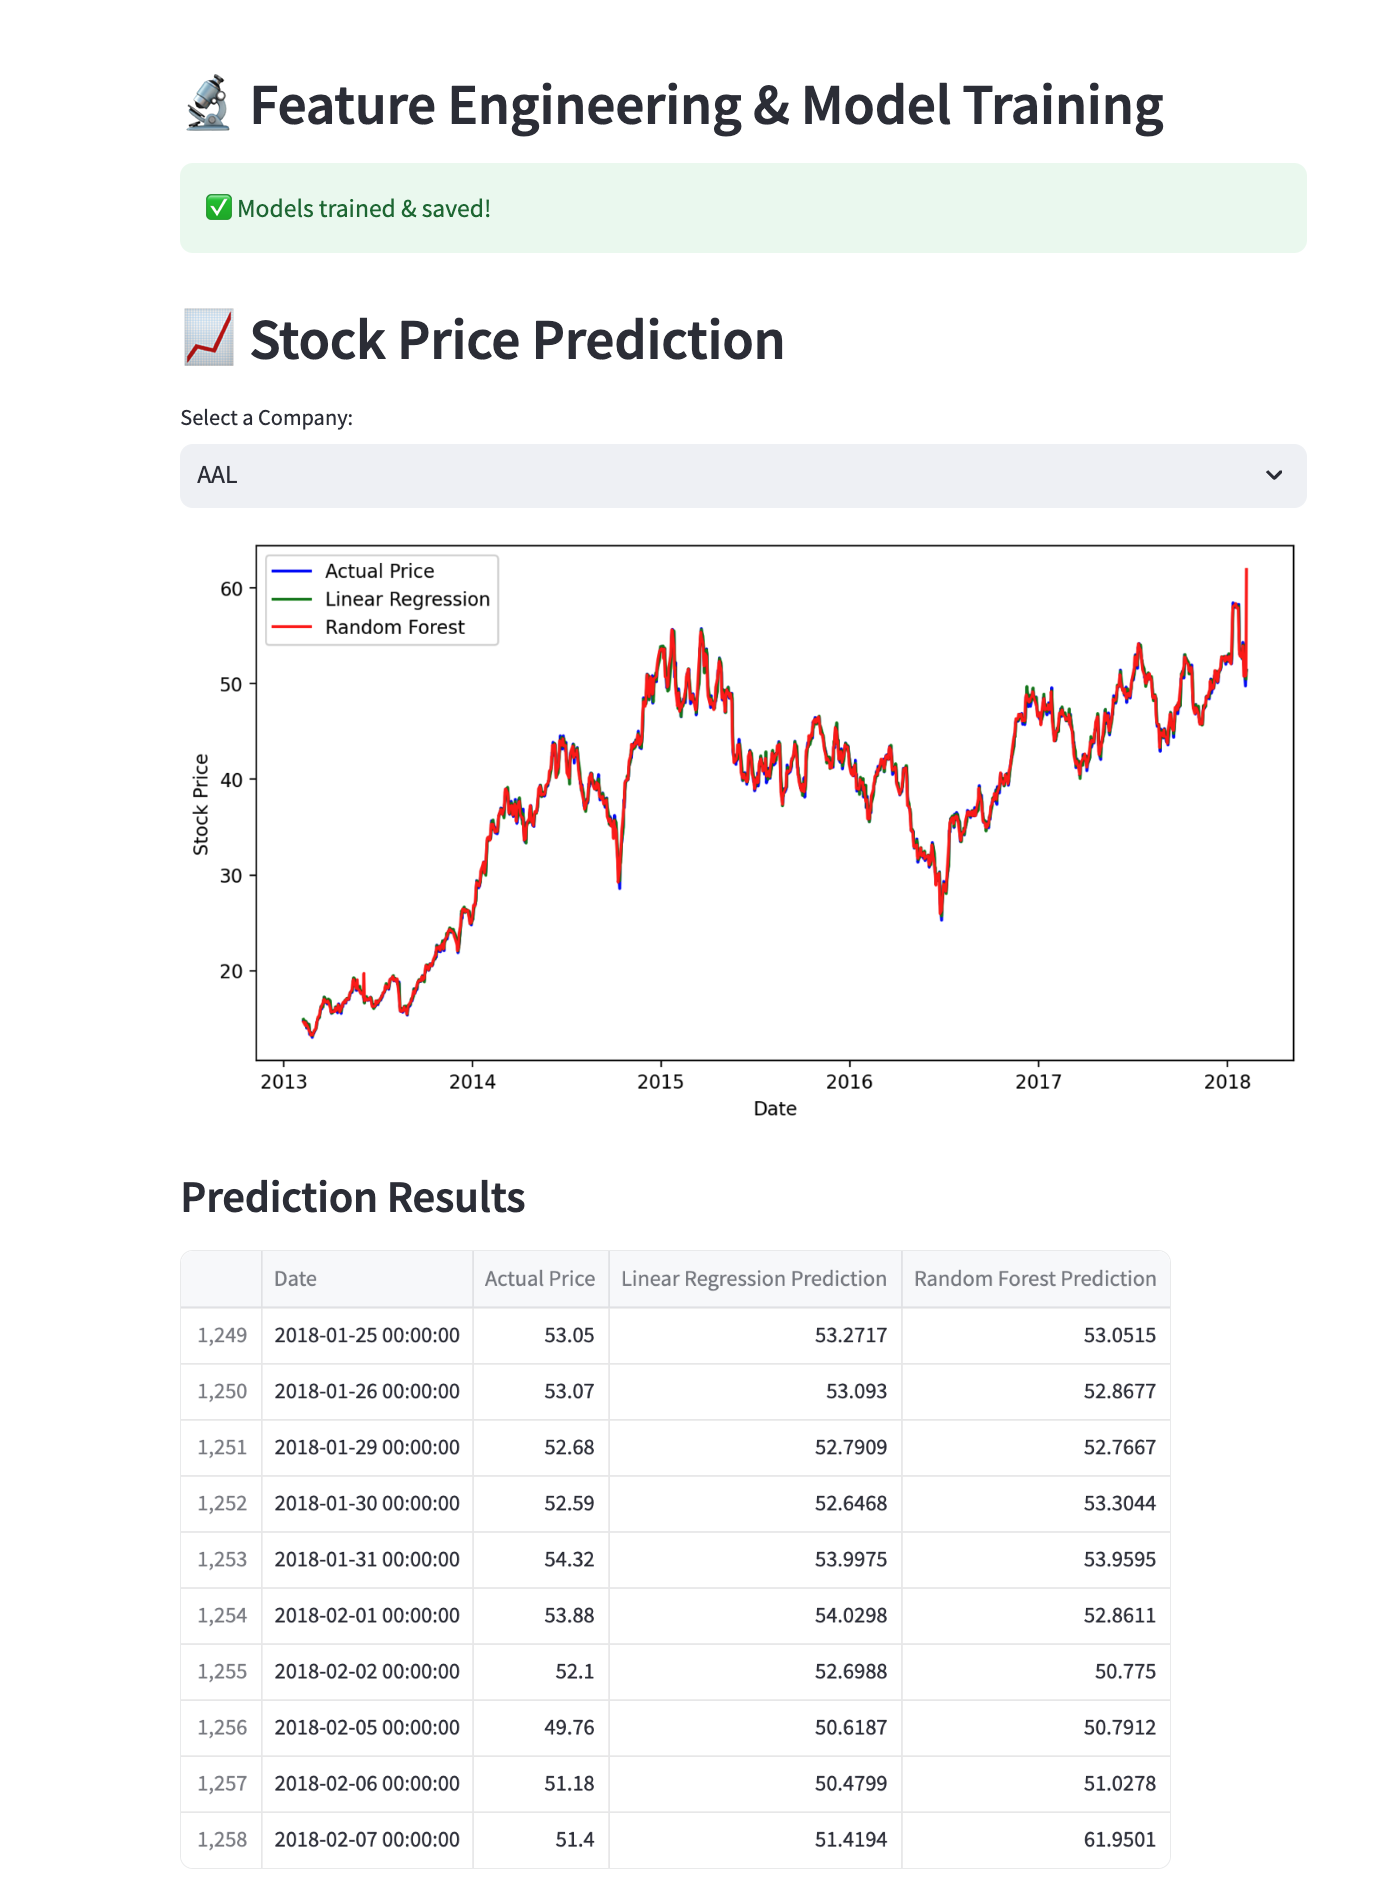 🔬 Feature Engineering & Model Training
✅ Models trained & saved!
📈 Stock Price Prediction
Select a Company:
AAL
Actual Price
Linear Regression
Random Forest
60
50
40
30
20
Stock Price
2013 2014 2015 2016 2017 2018
Date
Prediction Results
Date Actual Price Linear Regression Prediction Random Forest Prediction
1,249 2018-01-25 00:00:00 53.05 53.2717 53.0515
1,250 2018-01-26 00:00:00 53.07 53.093 52.8677
1,251 2018-01-29 00:00:00 52.68 52.7909 52.7667
1,252 2018-01-30 00:00:00 52.59 52.6468 53.3044
1,253 2018-01-31 00:00:00 54.32 53.9975 53.9595
1,254 2018-02-01 00:00:00 53.88 54.0298 52.8611
1,255 2018-02-02 00:00:00 52.1 52.6988 50.775
1,256 2018-02-05 00:00:00 49.76 50.6187 50.7912
1,257 2018-02-06 00:00:00 51.18 50.4799 51.0278
1,258 2018-02-07 00:00:00 51.4 51.4194 61.9501